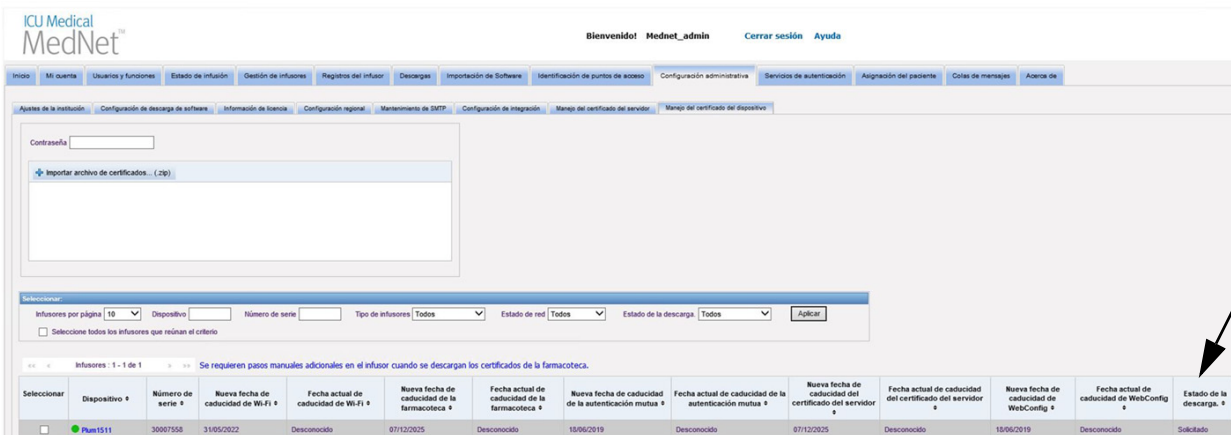 ICU Medical
MedNet™
Bienvenido! Mednet_admin Cerrar sesión Ayuda
Inicio Mi cuenta Usuarios y funciones Estado de infusión Gestión de infusores Registros del infusor Descargas Importación de Software Identificación de puntos de acceso Configuración administrativa Servicios de autenticación Asignación del paciente Colas de mensajes Acerca de
Ajustes de la institución Configuración de descarga de software Información de licencia Configuración regional Mantenimiento de SMTP Configuración de integración Manejo del certificado del servidor Manejo del certificado del dispositivo
Contraseña
Importar archivo de certificados... (.zip)
Seleccionar:
Infusores por página 10 Dispositivo Número de serie Tipo de infusores Todos Estado de red Todos Estado de la descarga. Todos Aplicar
Seleccione todos los infusores que reúnan el criterio
<< < Infusores : 1 - 1 de 1 > >> Se requieren pasos manuales adicionales en el infusor cuando se descargan los certificados de la farmacoteca.
Seleccionar Dispositivo Número de serie Nueva fecha de caducidad de Wi-Fi Fecha actual de caducidad de Wi-Fi Nueva fecha de caducidad de la farmacoteca Fecha actual de caducidad de la farmacoteca Nueva fecha de caducidad de la autenticación mutua Fecha actual de caducidad de la autenticación mutua Nueva fecha de caducidad del certificado del servidor Fecha actual de caducidad del certificado del servidor Nueva fecha de caducidad de WebConfig Fecha actual de caducidad de WebConfig Estado de la descarga.
Plum1511 30007558 31/05/2022 Desconocido 07/12/2025 Desconocido 18/06/2019 Desconocido 07/12/2025 Desconocido 18/06/2019 Desconocido Solicitado